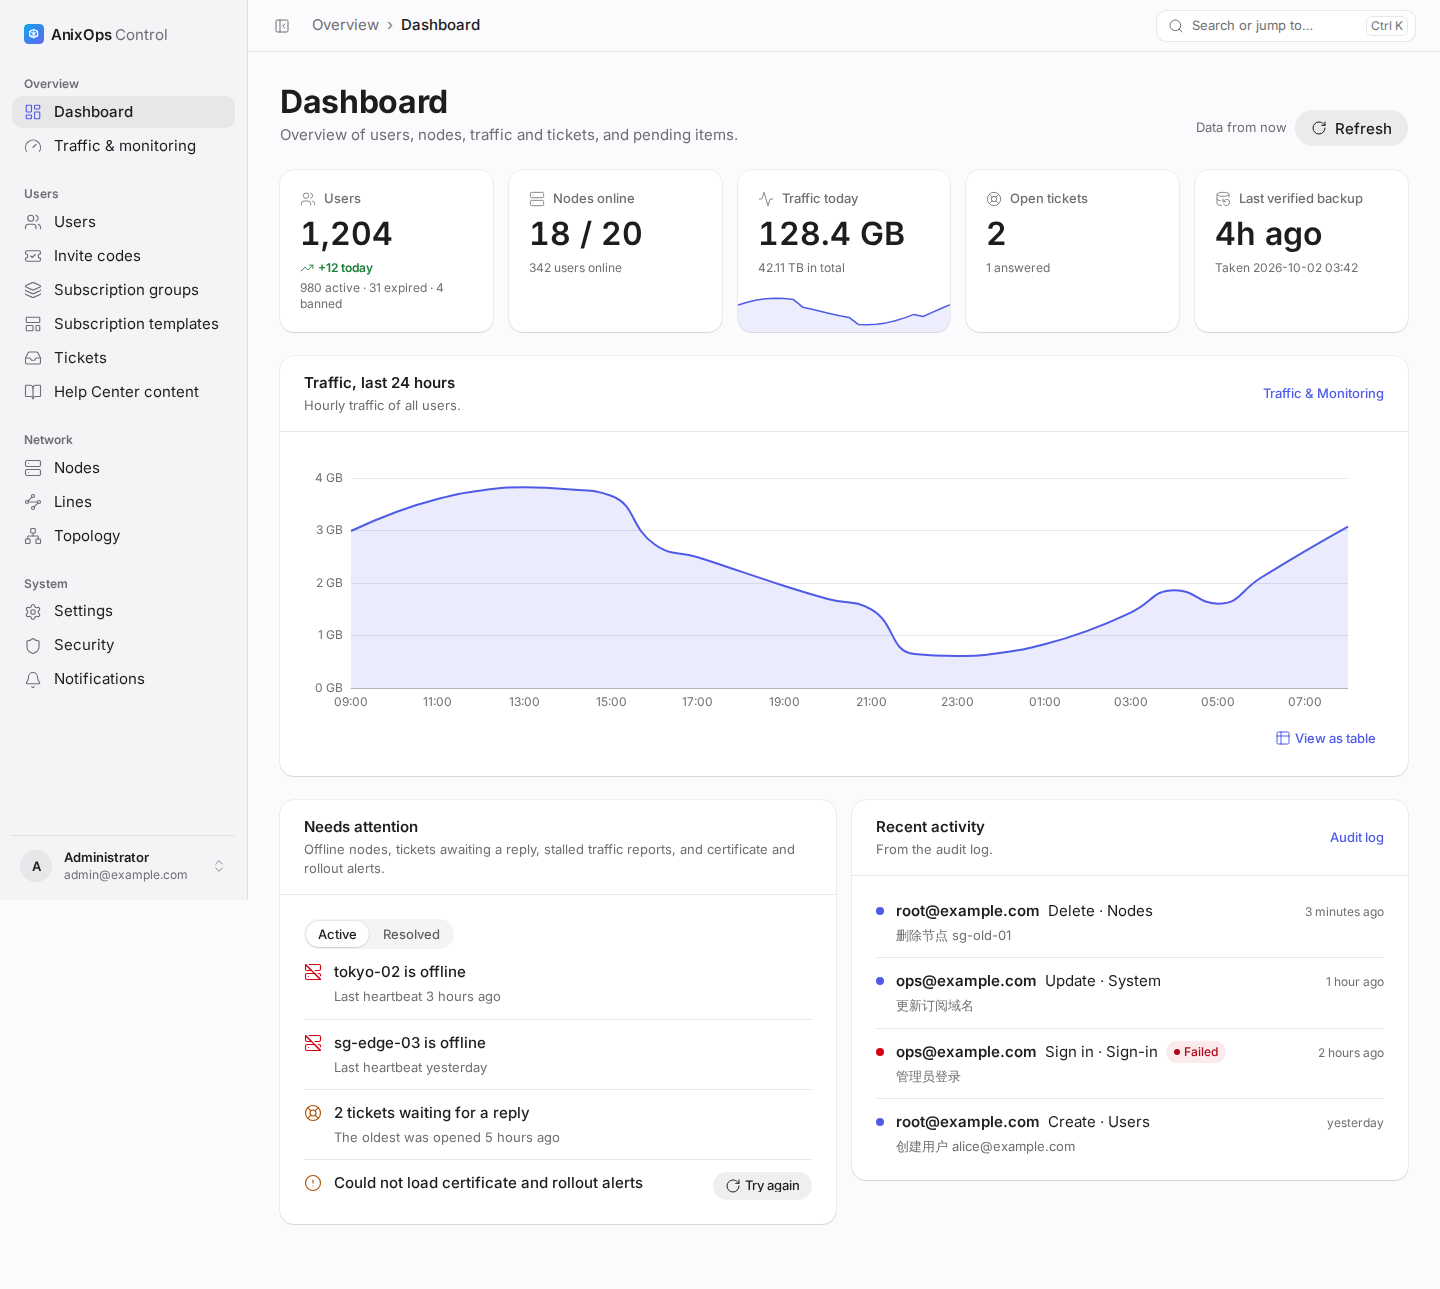 AnixOps Control
Overview
Dashboard
Traffic & monitoring
Users
Users
Invite codes
Subscription groups
Subscription templates
Tickets
Help Center content
Network
Nodes
Lines
Topology
System
Settings
Security
Notifications
A
Administrator
admin@example.com
Overview › Dashboard
Search or jump to...
Ctrl K
Dashboard
Overview of users, nodes, traffic and tickets, and pending items.
Data from now
Refresh
Users
1,204
+12 today
980 active · 31 expired · 4
banned
Nodes online
18 / 20
342 users online
Traffic today
128.4 GB
42.11 TB in total
Open tickets
2
1 answered
Last verified backup
4h ago
Taken 2026-10-02 03:42
Traffic, last 24 hours
Hourly traffic of all users.
Traffic & Monitoring
4 GB
3 GB
2 GB
1 GB
0 GB
09:00 11:00 13:00 15:00 17:00 19:00 21:00 23:00 01:00 03:00 05:00 07:00
View as table
Needs attention
Offline nodes, tickets awaiting a reply, stalled traffic reports, and certificate and
rollout alerts.
Active Resolved
tokyo-02 is offline
Last heartbeat 3 hours ago
sg-edge-03 is offline
Last heartbeat yesterday
2 tickets waiting for a reply
The oldest was opened 5 hours ago
Could not load certificate and rollout alerts
Try again
Recent activity
From the audit log.
Audit log
root@example.com Delete · Nodes
3 minutes ago
删除节点 sg-old-01
ops@example.com Update · System
1 hour ago
更新订阅域名
ops@example.com Sign in · Sign-in Failed
2 hours ago
管理员登录
root@example.com Create · Users
yesterday
创建用户 alice@example.com